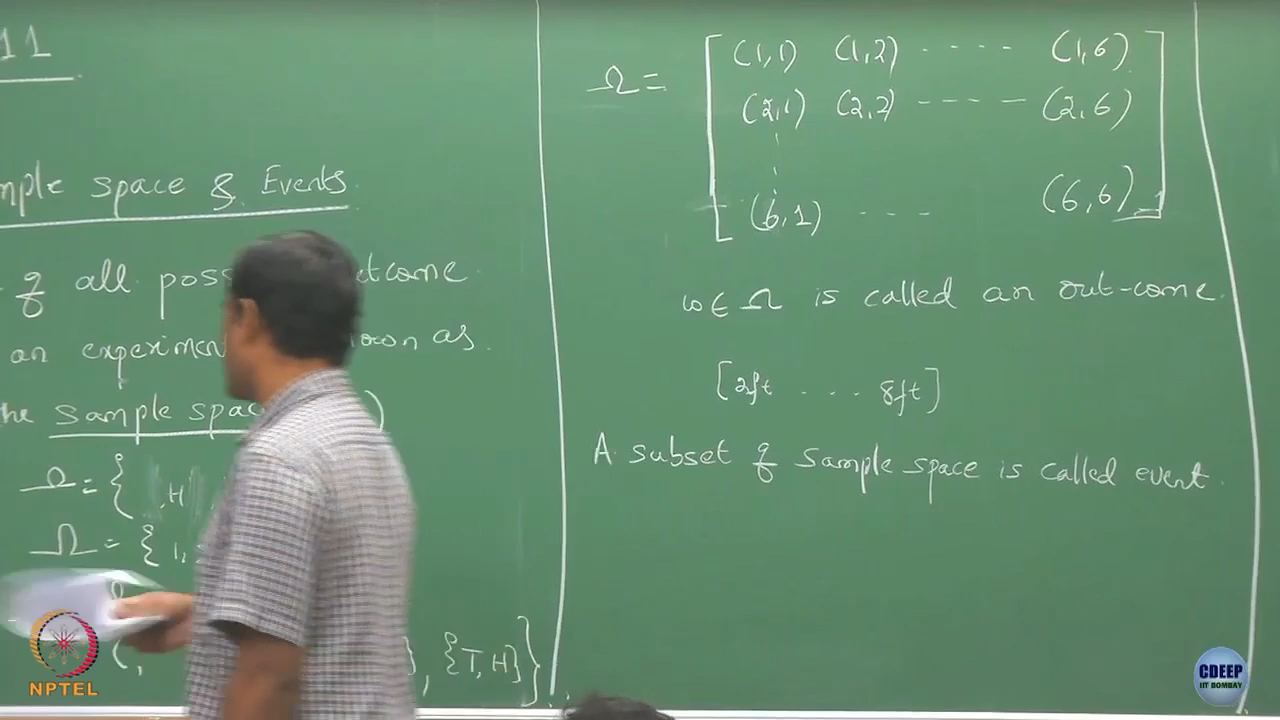 11
mple space & Events
of all poss etcome
an experimen own as
the sample spac )
Ω = { , H
Ω = { 1,
}, {T, H} }
Ω = [ (1,1) (1,2) ---- (1,6)
(2,1) (2,2) ----- (2,6)
(6,1) --- (6,6) ]
ω ∈ Ω is called an out-come.
[2ft . ... 8ft]
A subset of sample space is called event.
NPTEL
CDEEP
IIT BOMBAY